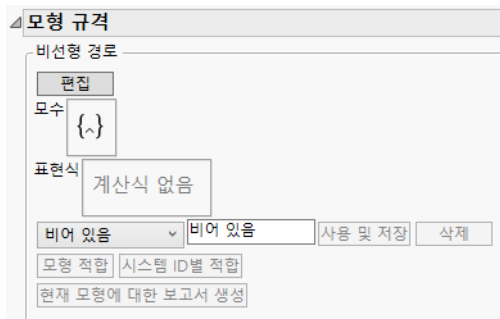 모형 규격
비선형 경로
편집
모수 {^}
표현식 계산식 없음
비어 있음 비어 있음 사용 및 저장 삭제
모형 적합 시스템 ID별 적합
현재 모형에 대한 보고서 생성